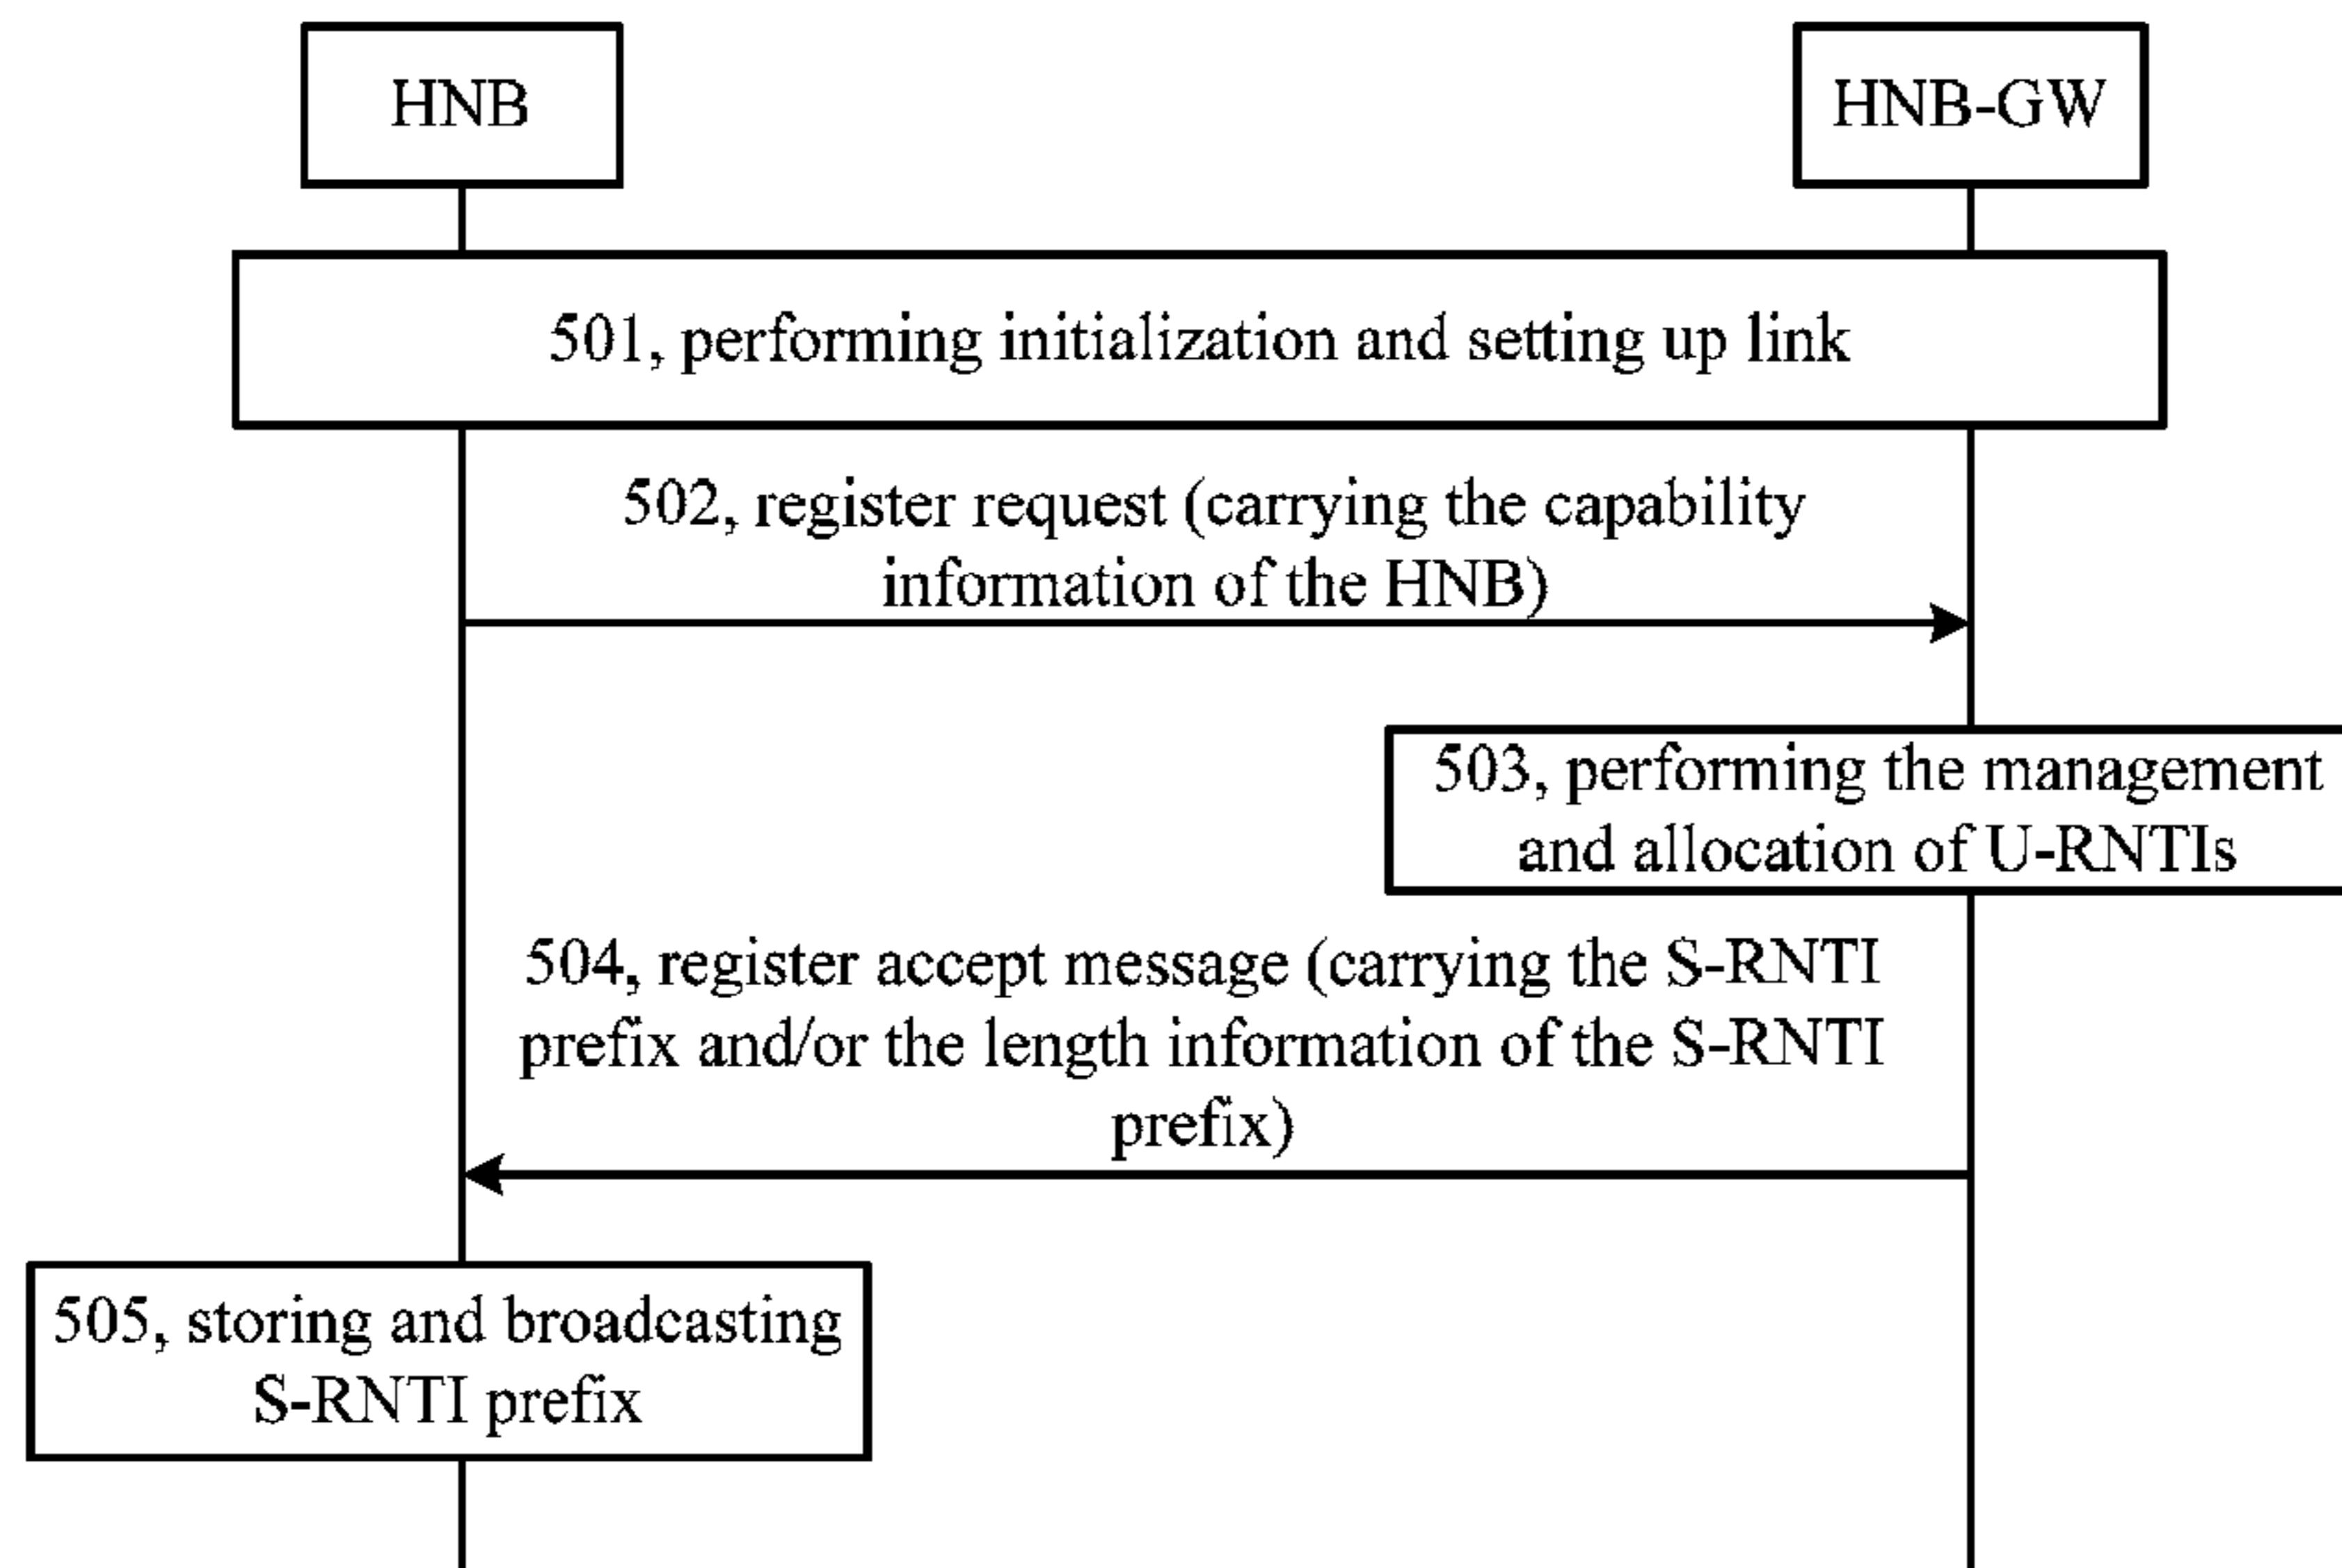 HNB
HNB-GW
501, performing initialization and setting up link
502, register request (carrying the capability
information of the HNB)
503, performing the management
and allocation of U-RNTIs
504, register accept message (carrying the S-RNTI
prefix and/or the length information of the S-RNTI
prefix)
505, storing and broadcasting
S-RNTI prefix